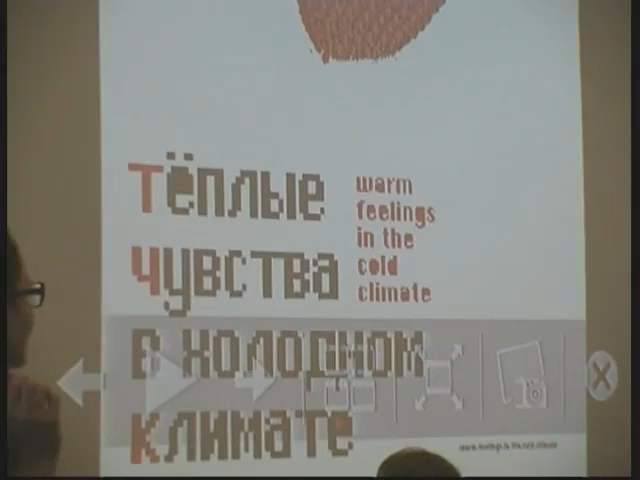 тёплые
чувства
в холодном
климате
warm
feelings
in the
cold
climate